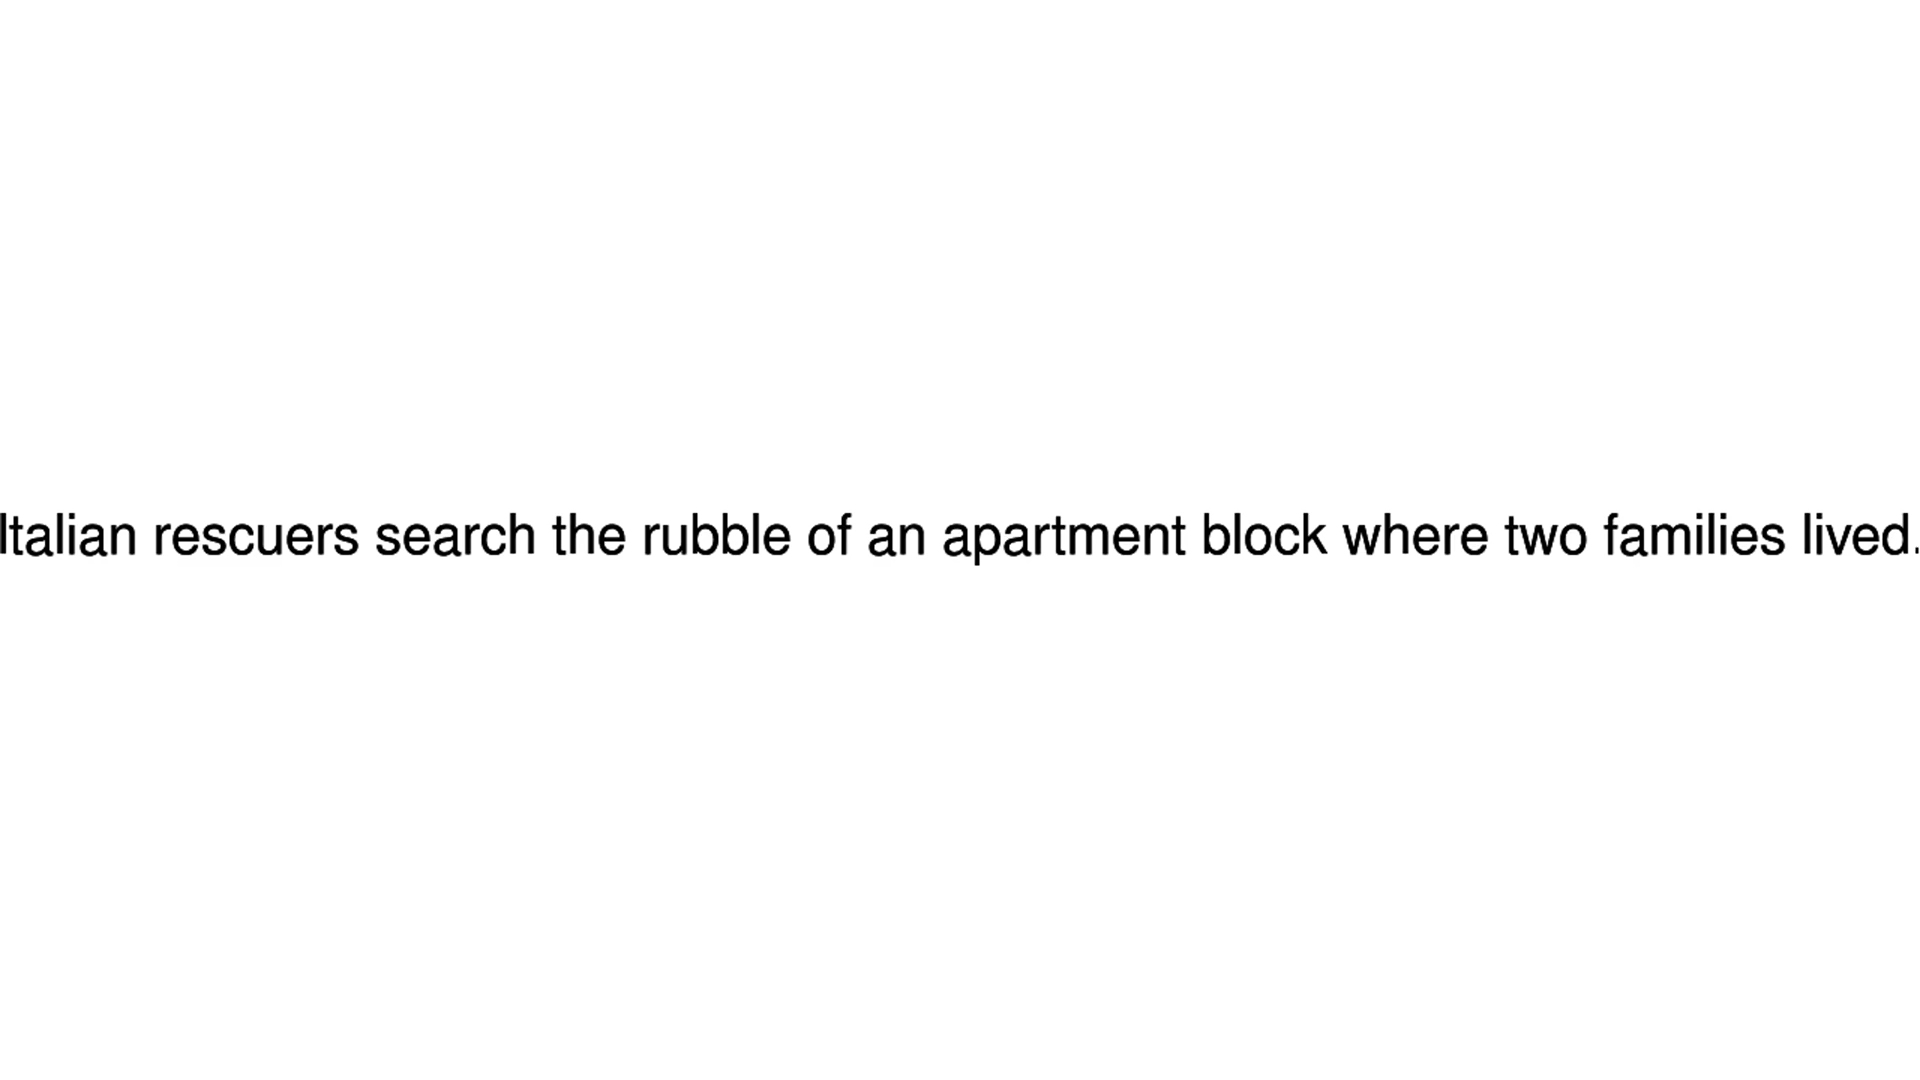 Italian rescuers search the rubble of an apartment block where two families lived.